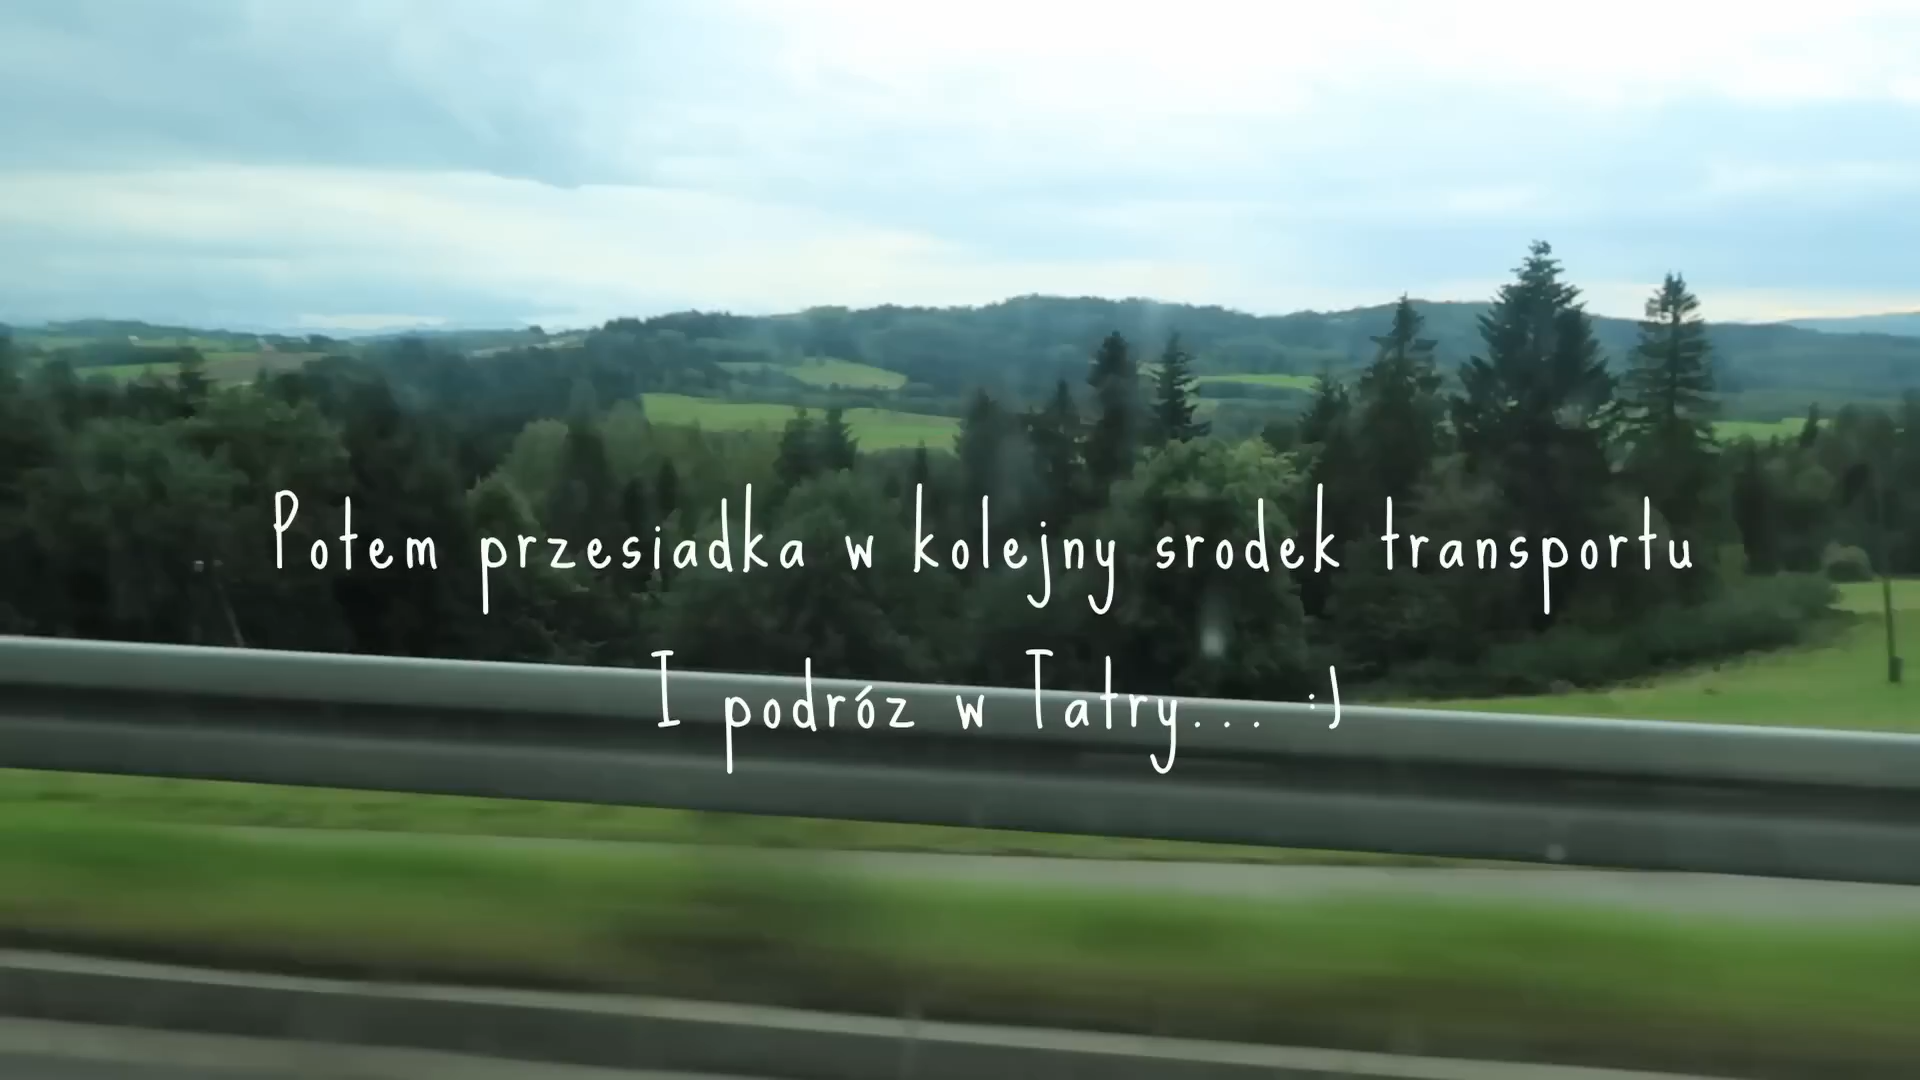 Potem przesiadka w kolejny srodek transportu
I podróz w Tatry... :)